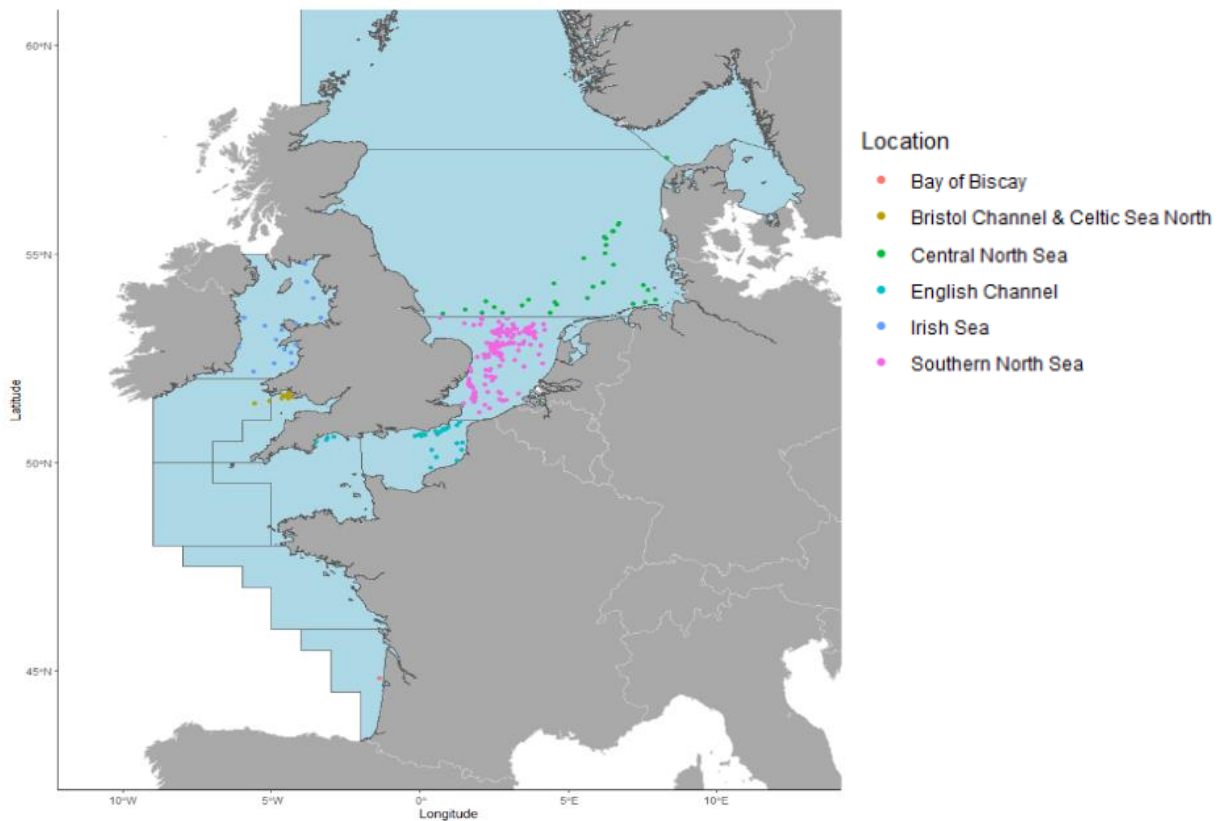 60°N
55°N
50°N
45°N
Latitude
10°W
5°W
0°
5°E
10°E
Longitude
Location
Bay of Biscay
Bristol Channel & Celtic Sea North
Central North Sea
English Channel
Irish Sea
Southern North Sea